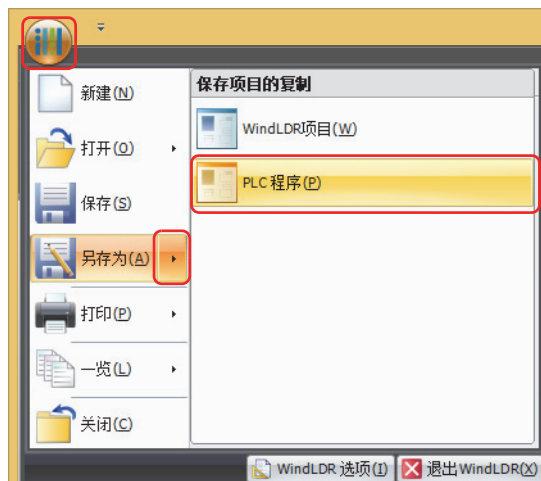 新建(N)
打开(O)
保存(S)
另存为(A)
打印(P)
一览(L)
关闭(C)
保存项目的复制
WindLDR项目(W)
PLC 程序(P)
WindLDR 选项(I)
退出WindLDR(X)